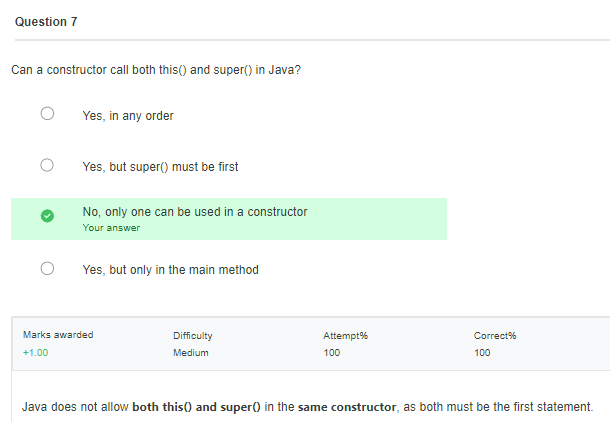 Question 7
Can a constructor call both this() and super() in Java?
Yes, in any order
Yes, but super() must be first
No, only one can be used in a constructor
Your answer
Yes, but only in the main method
Marks awarded Difficulty Attempt% Correct%
+1.00 Medium 100 100
Java does not allow both this() and super() in the same constructor, as both must be the first statement.